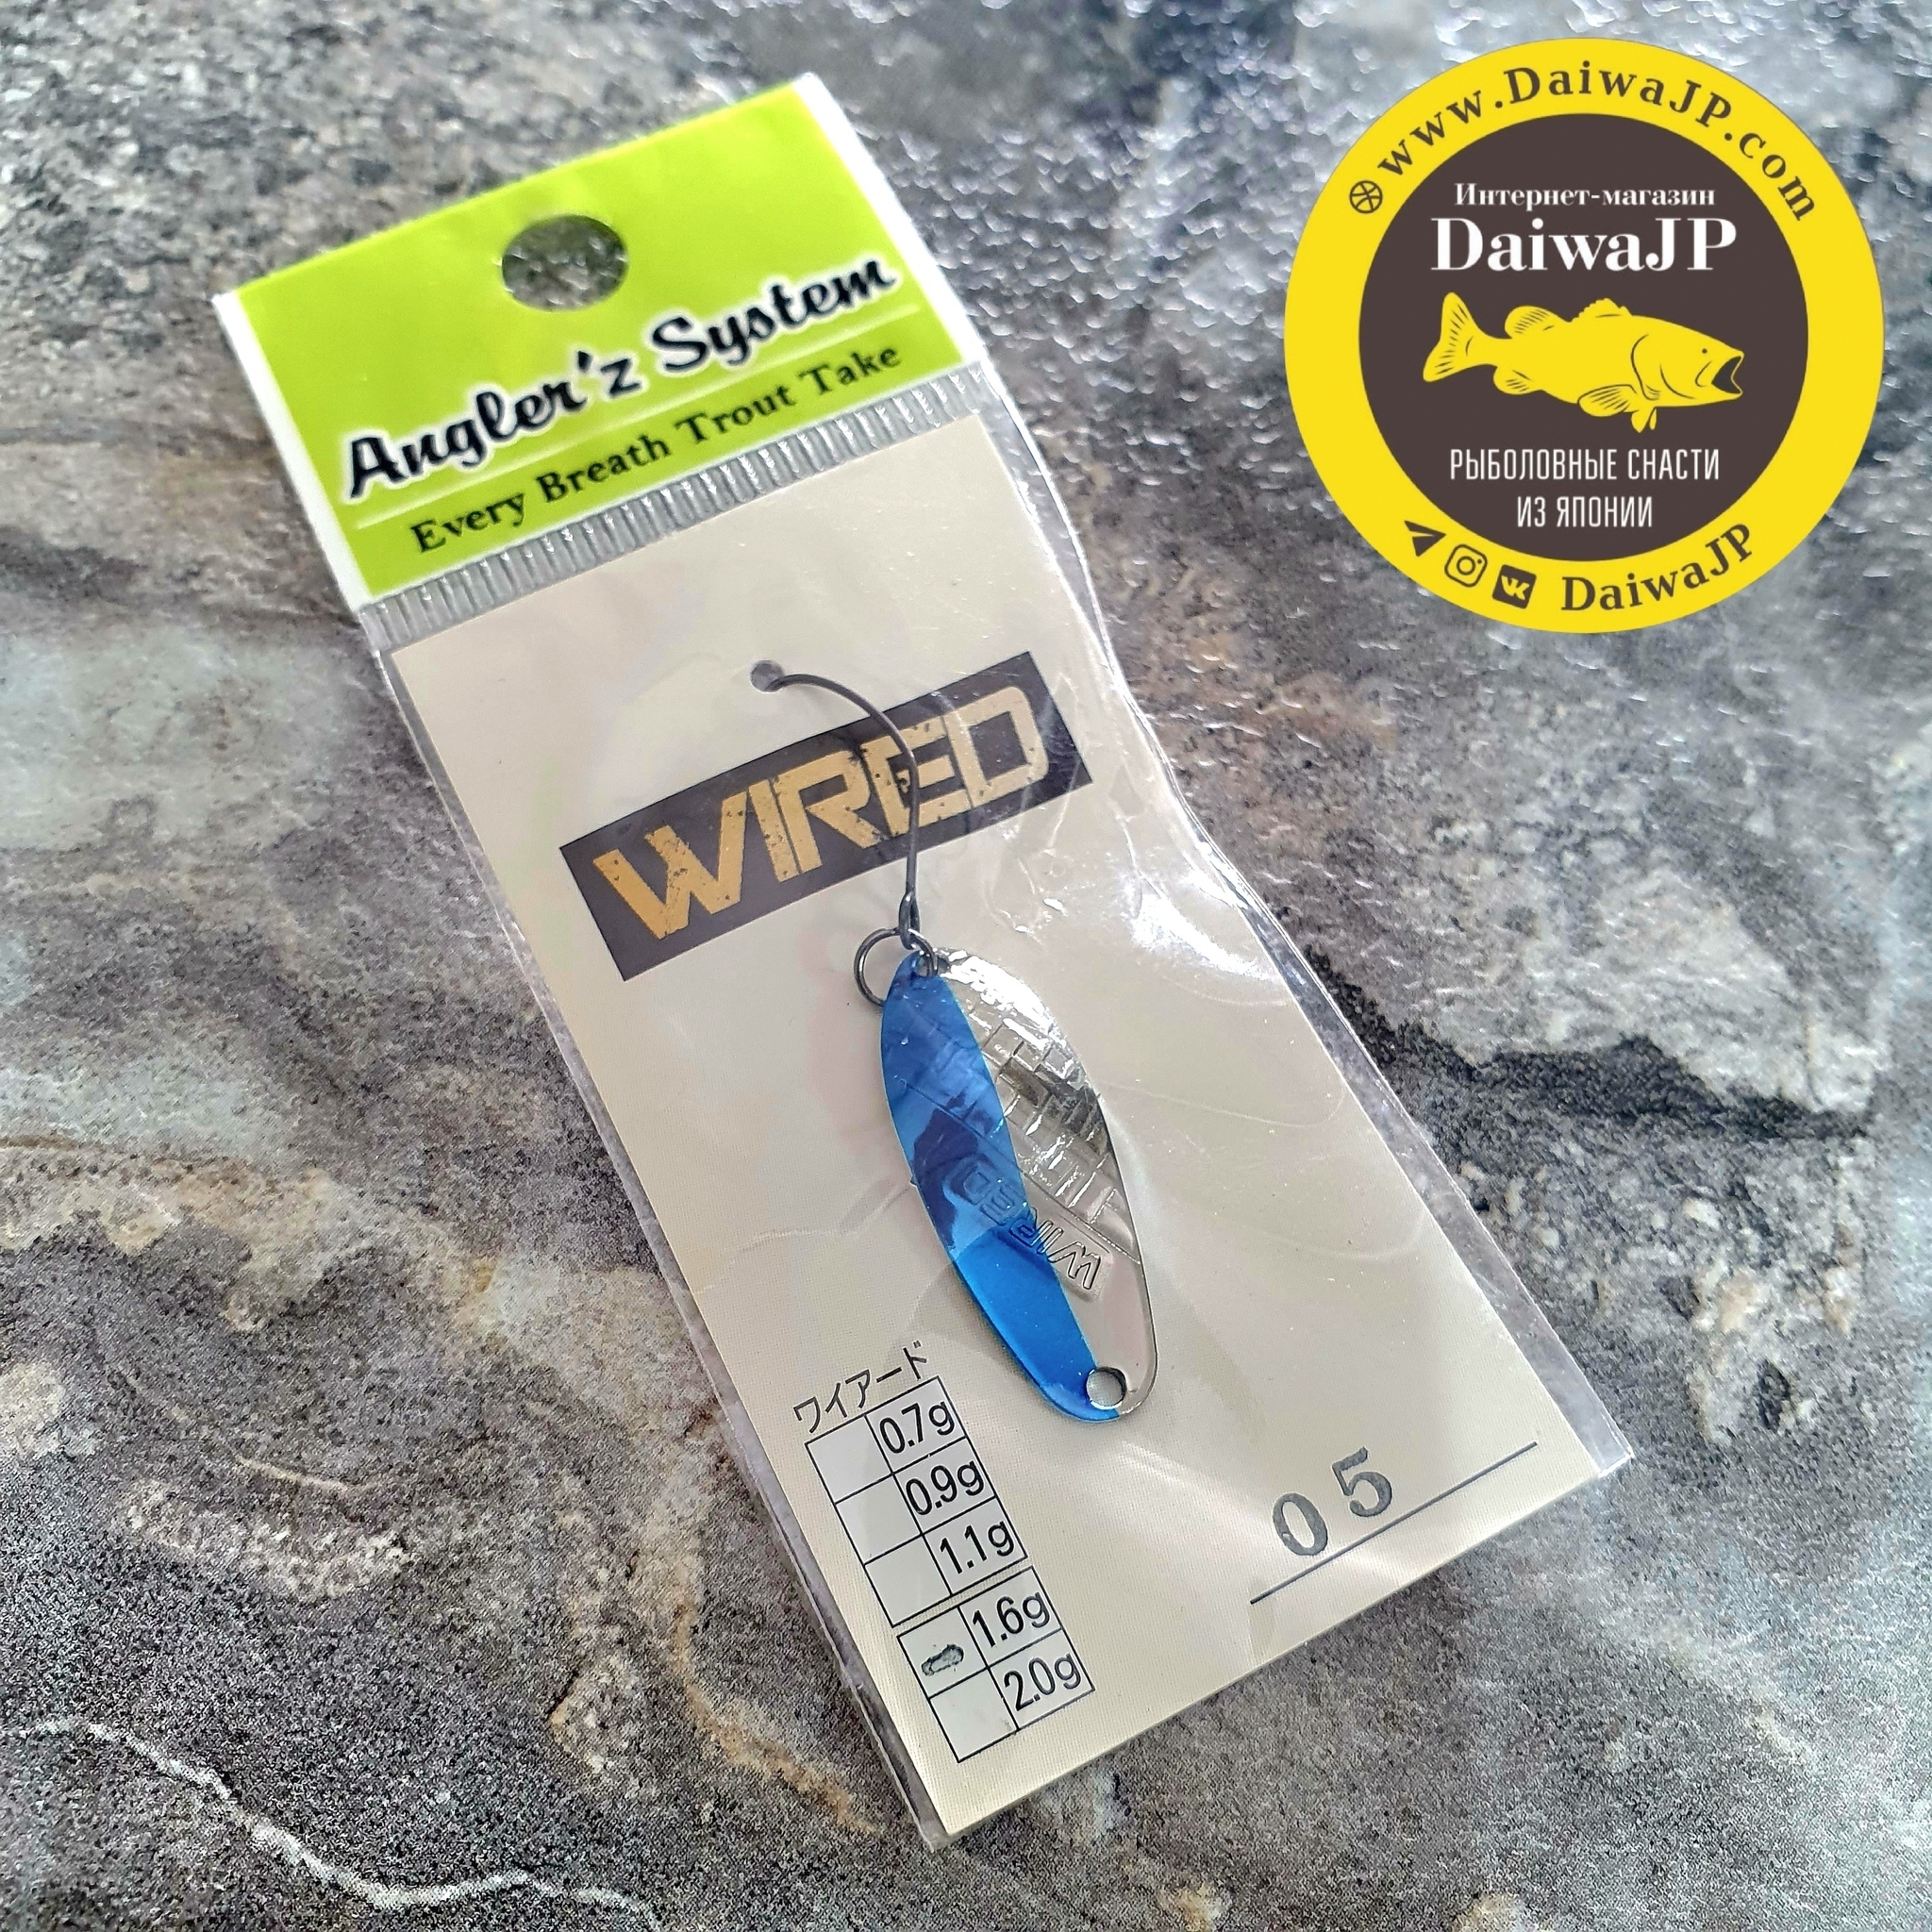 www.DaiwaJP.com
Интернет-магазин
DaiwaJP
РЫБОЛОВНЫЕ СНАСТИ
ИЗ ЯПОНИИ
DaiwaJP
Angler'z System
Every Breath Trout Take
WIRED
WIRED
ワイアード
0.7g
0.9g
1.1g
1.6g
2.0g
05